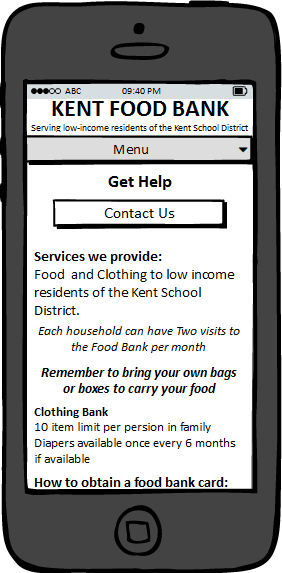 ABC 09:40 PM
KENT FOOD BANK
Serving low-income residents of the Kent School District
Menu
Get Help
Contact Us
Services we provide:
Food and Clothing to low income
residents of the Kent School
District.
Each household can have Two visits to
the Food Bank per month
Remember to bring your own bags
or boxes to carry your food
Clothing Bank
10 item limit per persion in family
Diapers available once every 6 months
if available
How to obtain a food bank card: